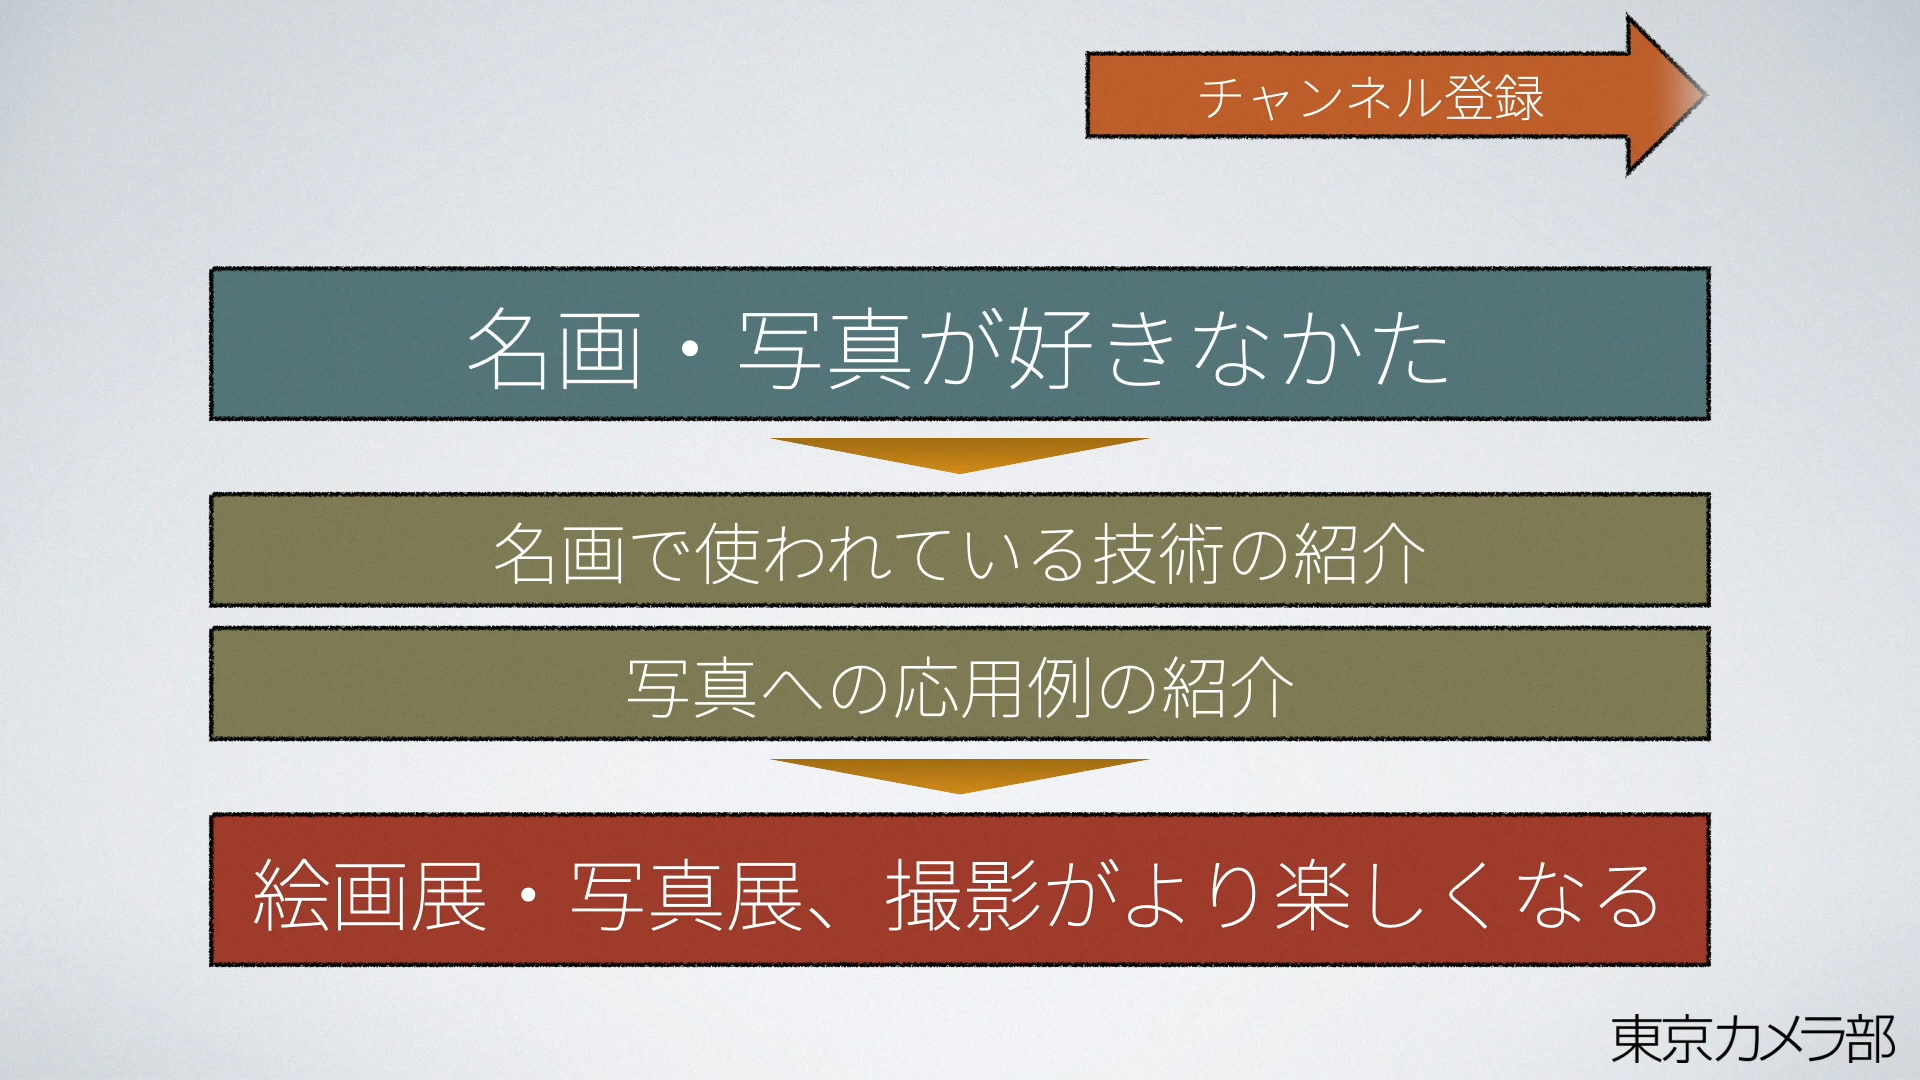 チャンネル登録
名画・写真が好きなかた
名画で使われている技術の紹介
写真への応用例の紹介
絵画展・写真展、撮影がより楽しくなる
東京カメラ部